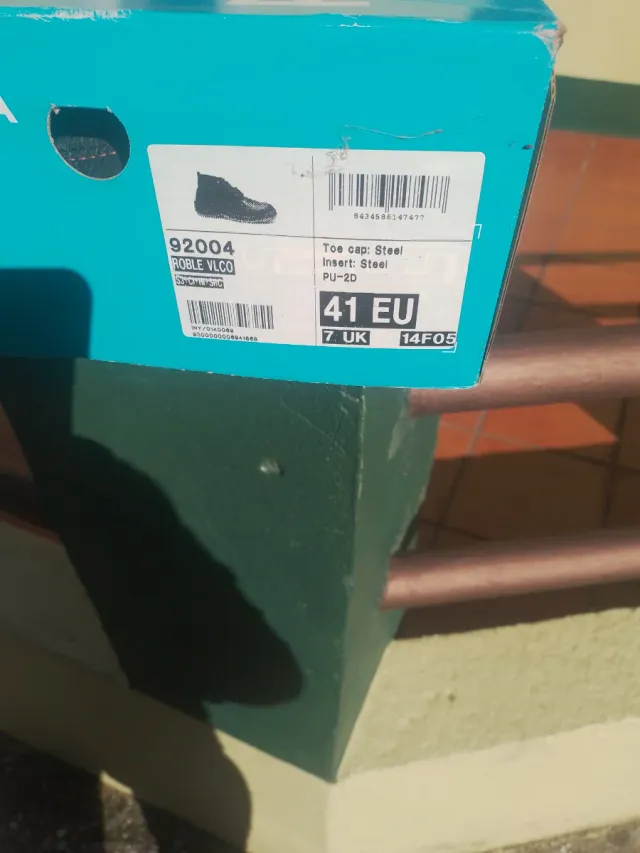 A
8434586147477
92004
ROBLE VLCO
Toe cap: Steel
Insert: Steel
PU-2D
41 EU
7 UK
14F05